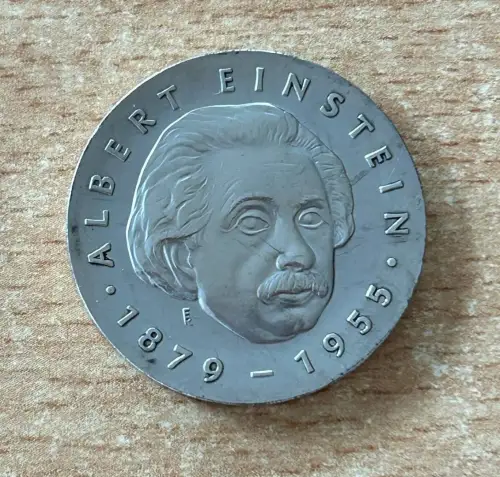 · ALBERT EINSTEIN ·
1879 – 1955